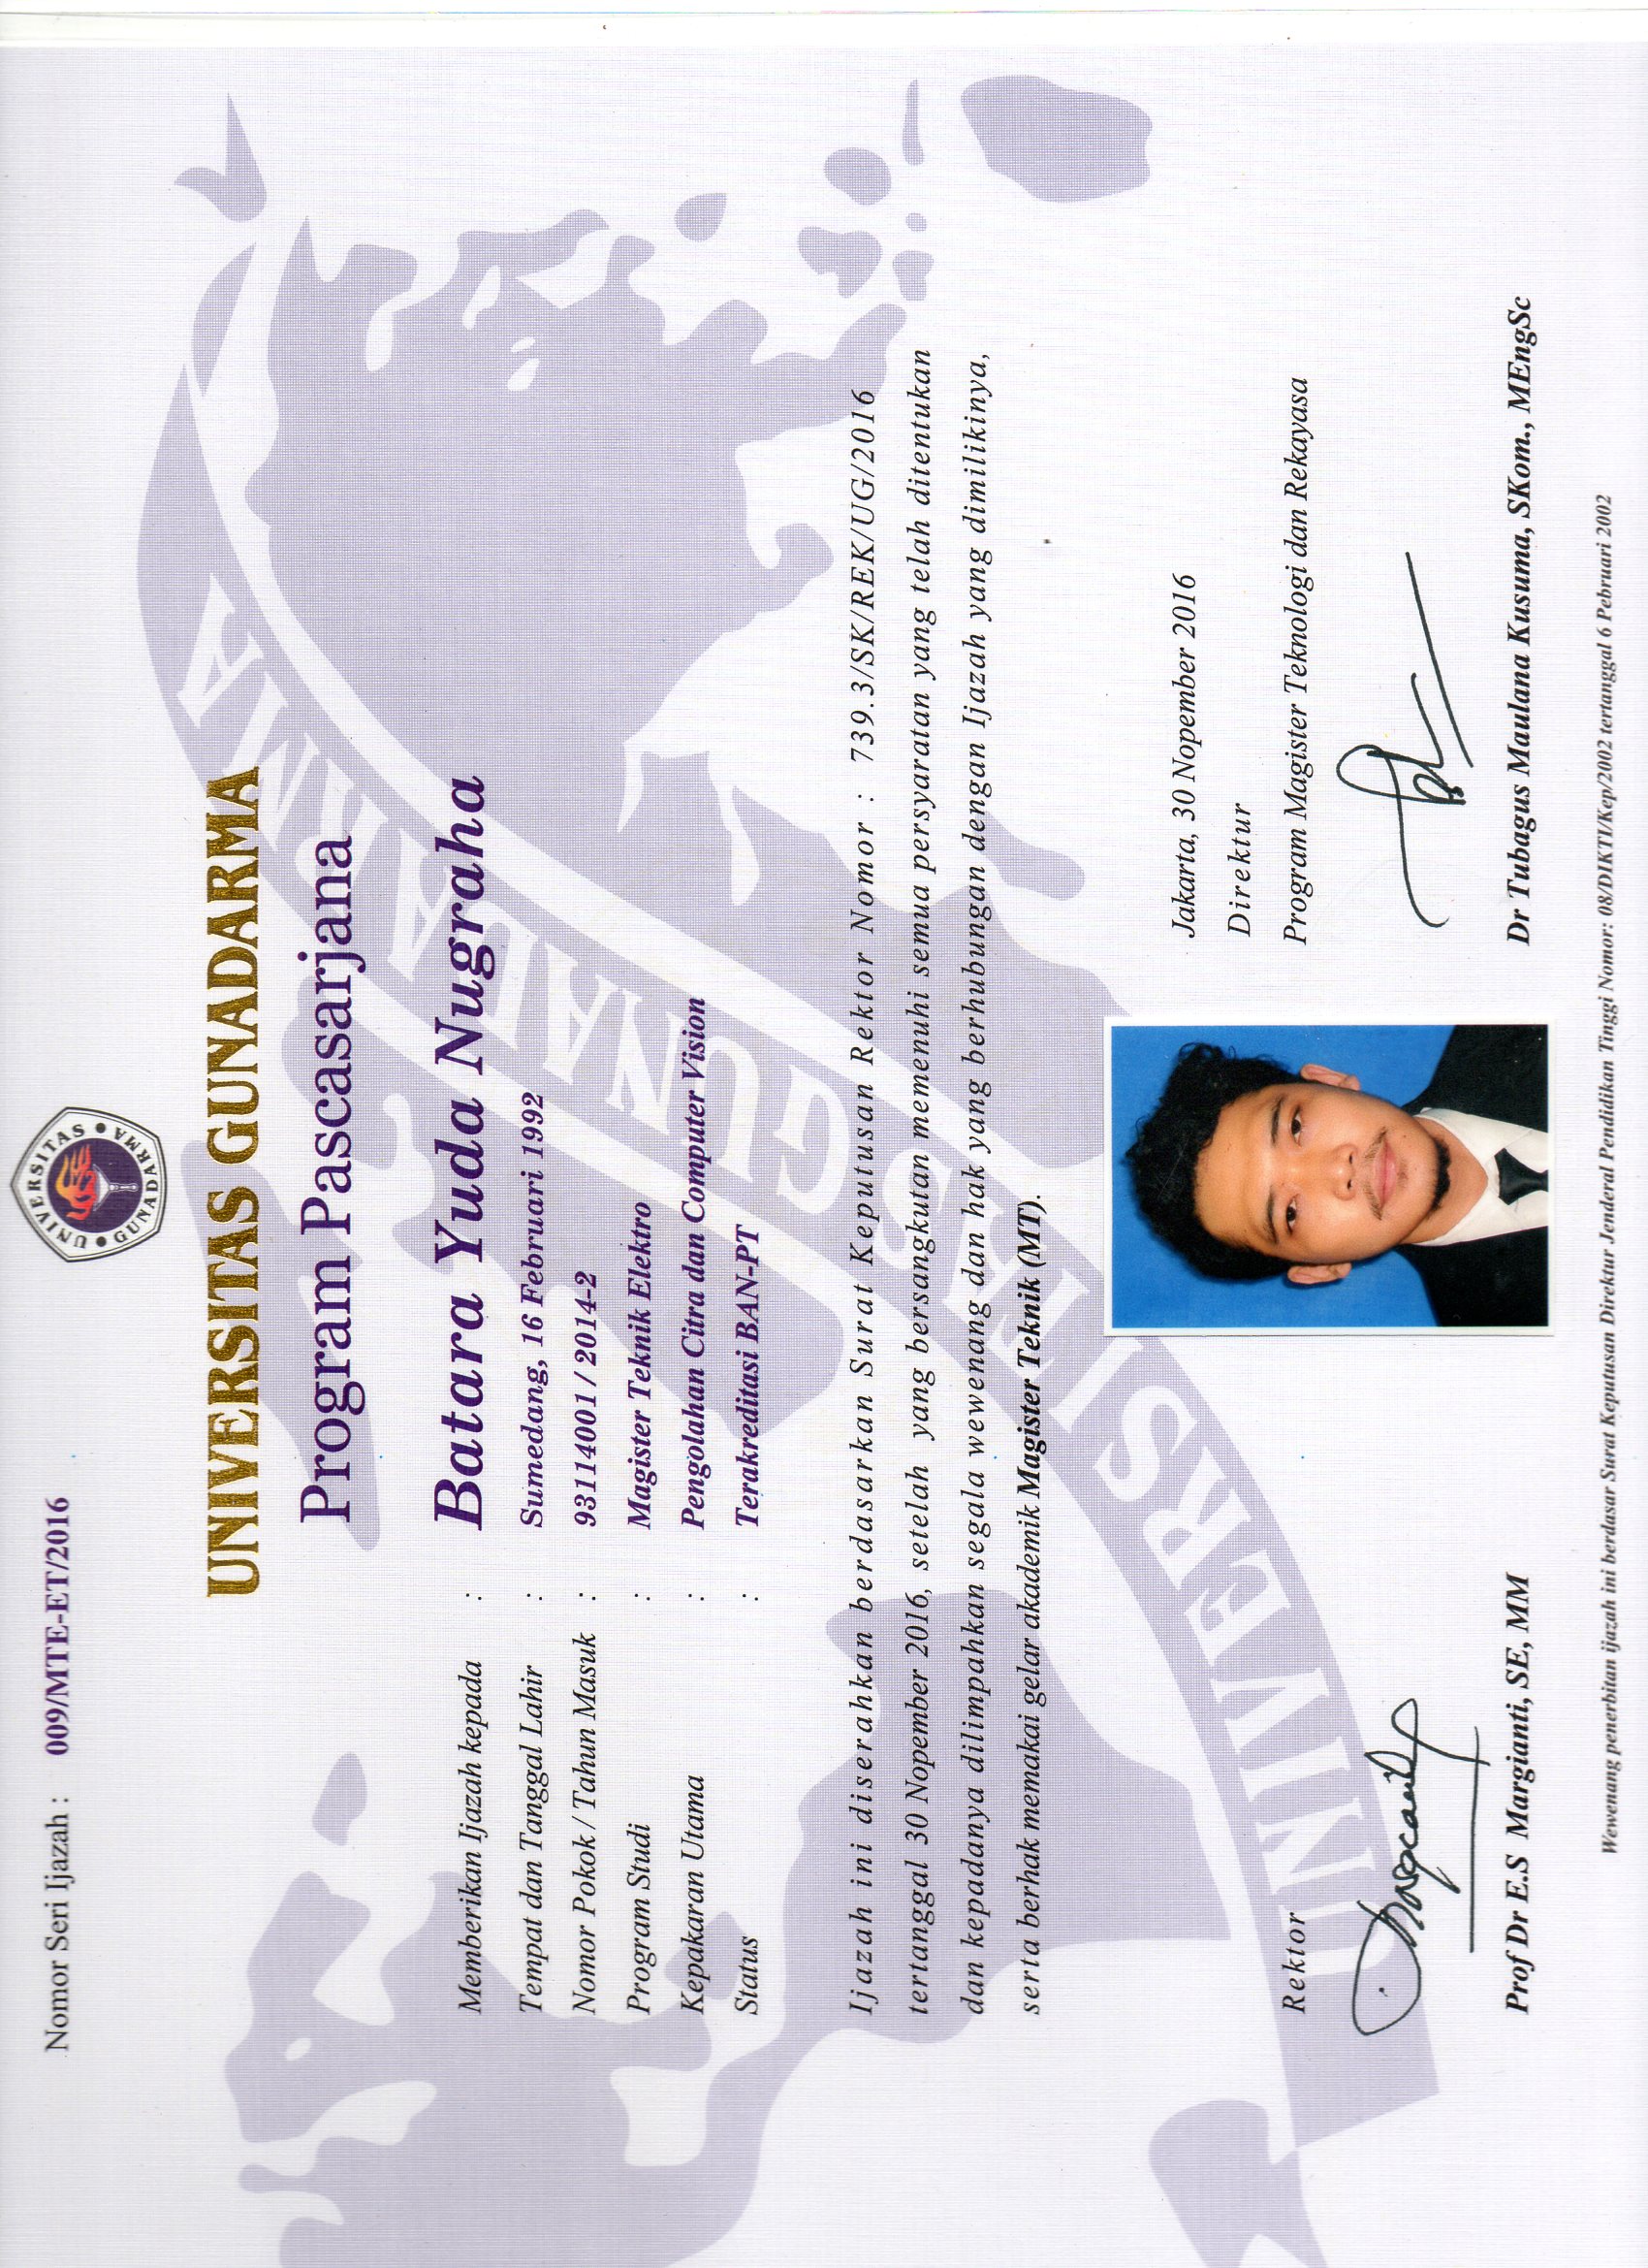 Nomor Seri Ijazah : 009/MTE-ET/2016
UNIVERSITAS
GUNADARMA
UNIVERSITAS GUNADARMA
Program Pascasarjana
Memberikan Ijazah kepada : Batara Yuda Nugraha
Tempat dan Tanggal Lahir : Sumedang, 16 Februari 1992
Nomor Pokok / Tahun Masuk : 93114001 / 2014-2
Program Studi : Magister Teknik Elektro
Kepakaran Utama : Pengolahan Citra dan Computer Vision
Status : Terakreditasi BAN-PT
Ijazah ini diserahkan berdasarkan Surat Keputusan Rektor Nomor : 739.3/SK/REK/UG/2016
tertanggal 30 Nopember 2016, setelah yang bersangkutan memenuhi semua persyaratan yang telah ditentukan
dan kepadanya dilimpahkan segala wewenang dan hak yang berhubungan dengan Ijazah yang dimilikinya,
serta berhak memakai gelar akademik Magister Teknik (MT).
UNIVERSITAS GUNADARMA
Jakarta, 30 Nopember 2016
Direktur
Rektor
Program Magister Teknologi dan Rekayasa
Prof Dr E.S Margianti, SE, MM
Dr Tubagus Maulana Kusuma, SKom., MEngSc
Wewenang penerbitan ijazah ini berdasar Surat Keputusan Direktur Jenderal Pendidikan Tinggi Nomor: 08/DIKTI/Kep/2002 tertanggal 6 Pebruari 2002